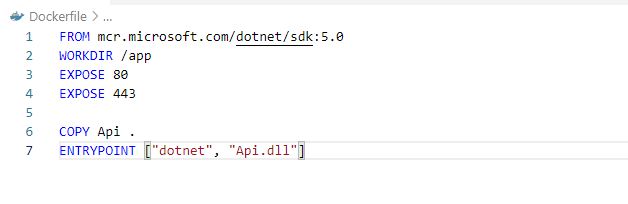 Dockerfile > ...
1 FROM mcr.microsoft.com/dotnet/sdk:5.0
2 WORKDIR /app
3 EXPOSE 80
4 EXPOSE 443
5
6 COPY Api .
7 ENTRYPOINT ["dotnet", "Api.dll"]